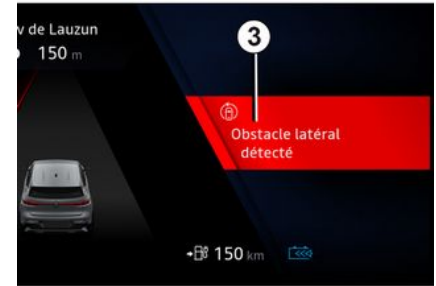 v de Lauzun
150 m
3
Obstacle latéral
détecté
150 km